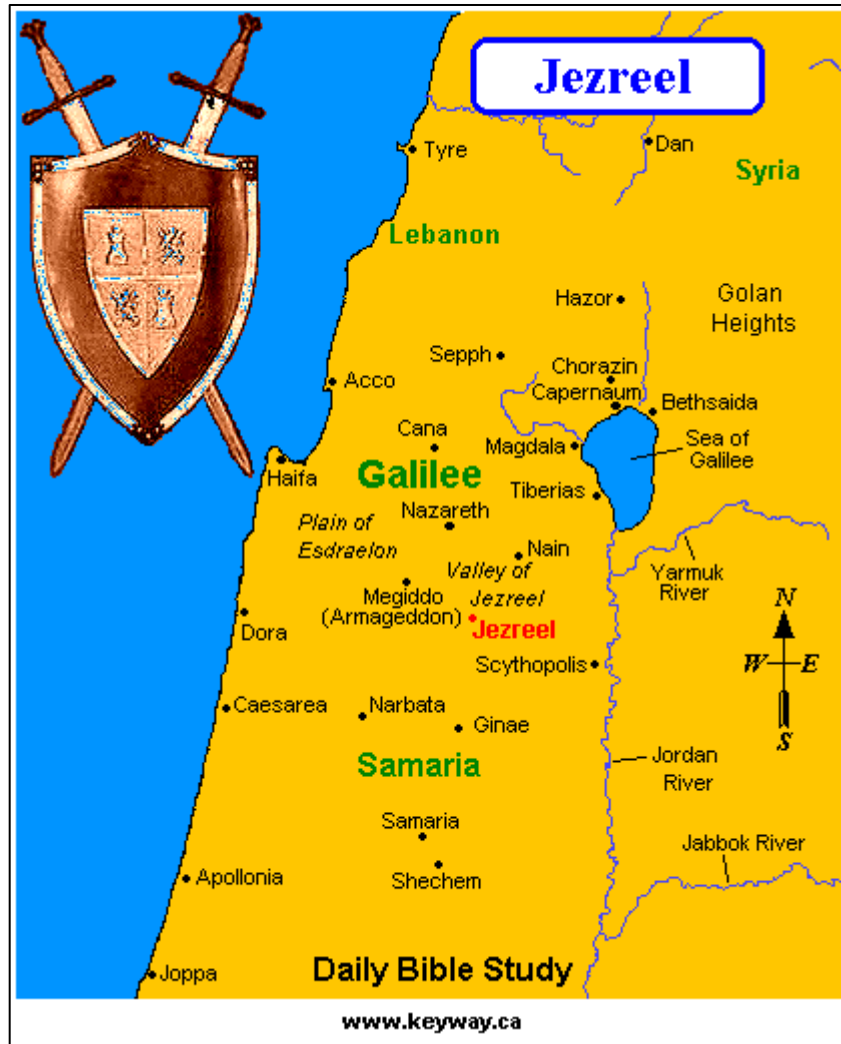 Jezreel
Tyre
Dan
Syria
Lebanon
Hazor
Golan
Heights
Sepph
Chorazin
Acco
Capernaum
Bethsaida
Cana
Magdala
Sea of
Galilee
Haifa
Galilee
Tiberias
Plain of
Esdraelon
Nazareth
Nain
Valley of
Jezreel
Yarmuk
River
Megiddo
(Armageddon)
N
Dora
Jezreel
W E
Scythopolis
S
Caesarea
Narbata
Ginae
Samaria
Jordan
River
Samaria
Jabbok River
Apollonia
Shechem
Joppa
Daily Bible Study
www.keyway.ca